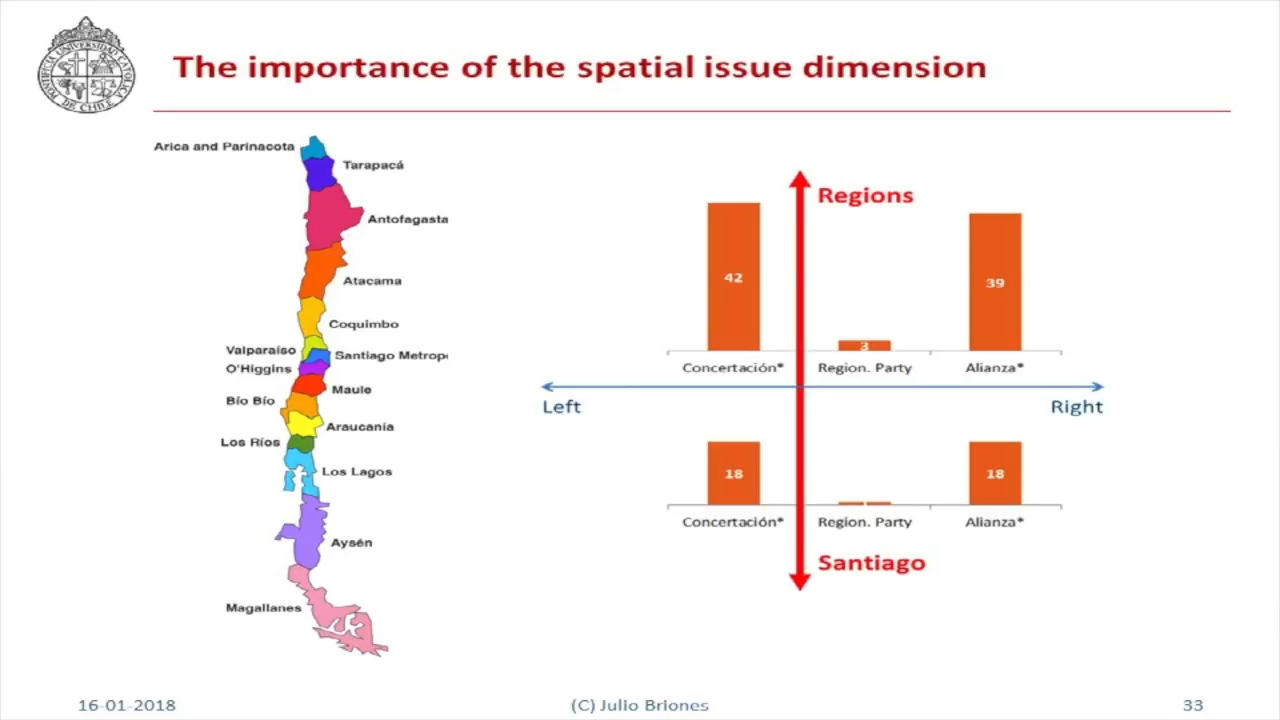 The importance of the spatial issue dimension
Arica and Parinacota
Tarapacá
Antofagasta
Atacama
Coquimbo
Valparaíso
Santiago Metrop
O'Higgins
Maule
Bío Bío
Araucanía
Los Ríos
Los Lagos
Aysén
Magallanes
Regions
42
3
39
Concertación*
Region. Party
Alianza*
Left
Right
18
18
Concertación*
Region. Party
Alianza*
Santiago
16-01-2018
(C) Julio Briones
33